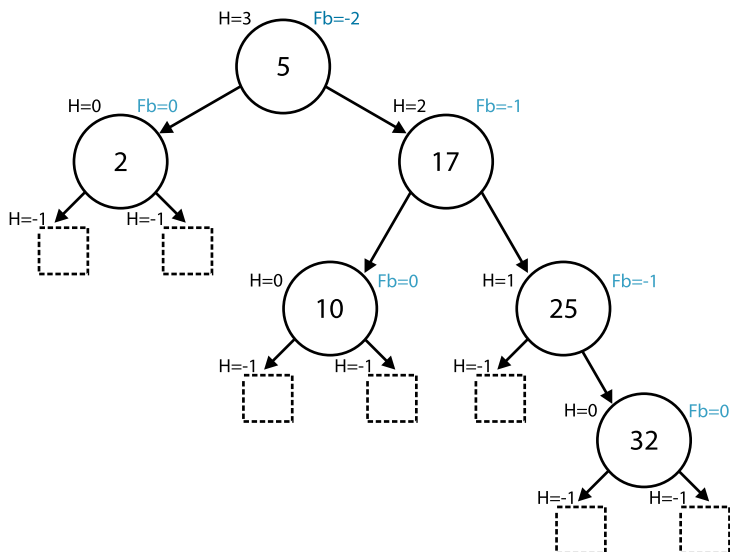 H=3 Fb=-2
5
H=0 Fb=0
H=2 Fb=-1
2
17
H=-1 H=-1
H=0 Fb=0
H=1 Fb=-1
10
25
H=-1 H=-1
H=-1
H=0 Fb=0
32
H=-1 H=-1